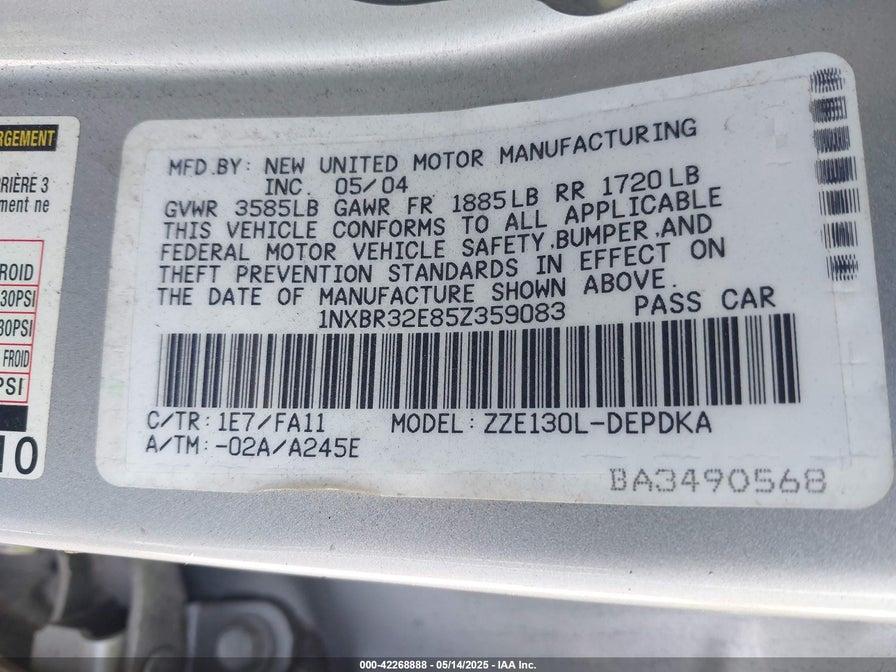 RGEMENT
RIÈRE 3
ment ne
ROID
30PSI
30PSI
FROID
PSI
10
MFD.BY: NEW UNITED MOTOR MANUFACTURING
INC. 05/04
GVWR 3585LB GAWR FR 1885LB RR 1720LB
THIS VEHICLE CONFORMS TO ALL APPLICABLE
FEDERAL MOTOR VEHICLE SAFETY,BUMPER,AND
THEFT PREVENTION STANDARDS IN EFFECT ON
THE DATE OF MANUFACTURE SHOWN ABOVE.
1NXBR32E85Z359083 PASS CAR
C/TR: 1E7/FA11 MODEL: ZZE130L-DEPDKA
A/TM:-02A/A245E
BA3490568
000-42268888 - 05/14/2025 - IAA Inc.